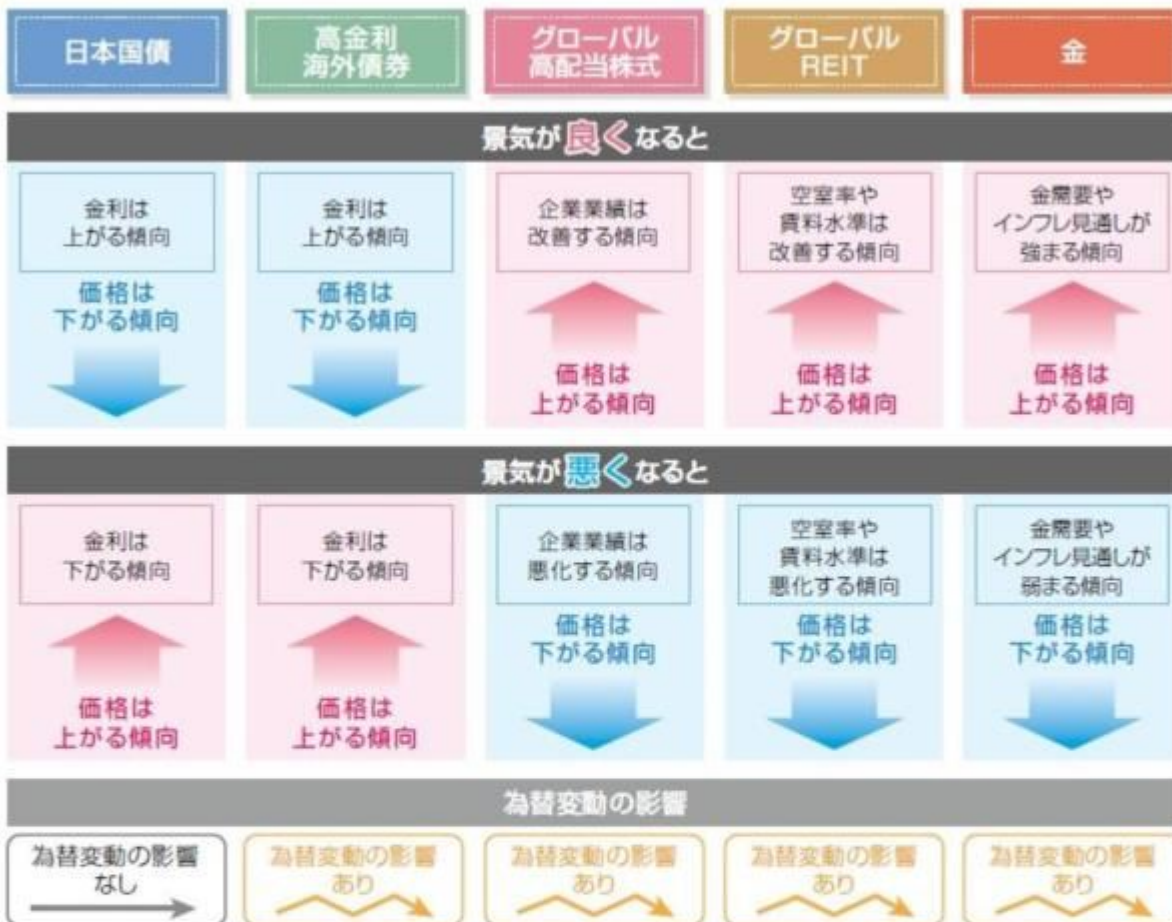 日本国債
高金利
海外債券
グローバル
高配当株式
グローバル
REIT
金
景気が良くなると
金利は
上がる傾向
価格は
下がる傾向
金利は
上がる傾向
価格は
下がる傾向
企業業績は
改善する傾向
価格は
上がる傾向
空室率や
賃料水準は
改善する傾向
価格は
上がる傾向
金需要や
インフレ見通しが
強まる傾向
価格は
上がる傾向
景気が悪くなると
金利は
下がる傾向
価格は
上がる傾向
金利は
下がる傾向
価格は
上がる傾向
企業業績は
悪化する傾向
価格は
下がる傾向
空室率や
賃料水準は
悪化する傾向
価格は
下がる傾向
金需要や
インフレ見通しが
弱まる傾向
価格は
下がる傾向
為替変動の影響
為替変動の影響
なし
為替変動の影響
あり
為替変動の影響
あり
為替変動の影響
あり
為替変動の影響
あり